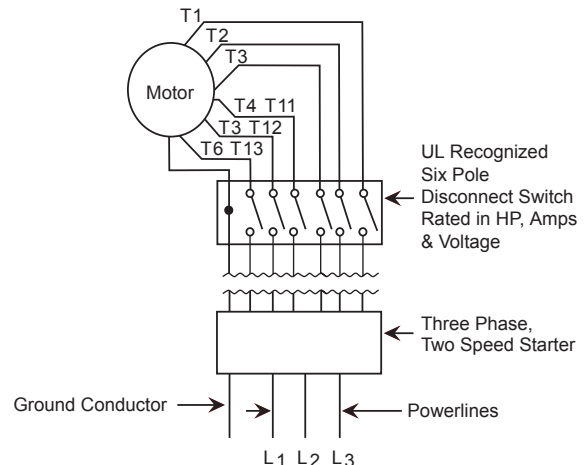 T1
T2
T3
Motor
T4 T11
T3 T12
T6 T13
UL Recognized
Six Pole
Disconnect Switch
Rated in HP, Amps
& Voltage
Three Phase,
Two Speed Starter
Ground Conductor
Powerlines
L1 L2 L3